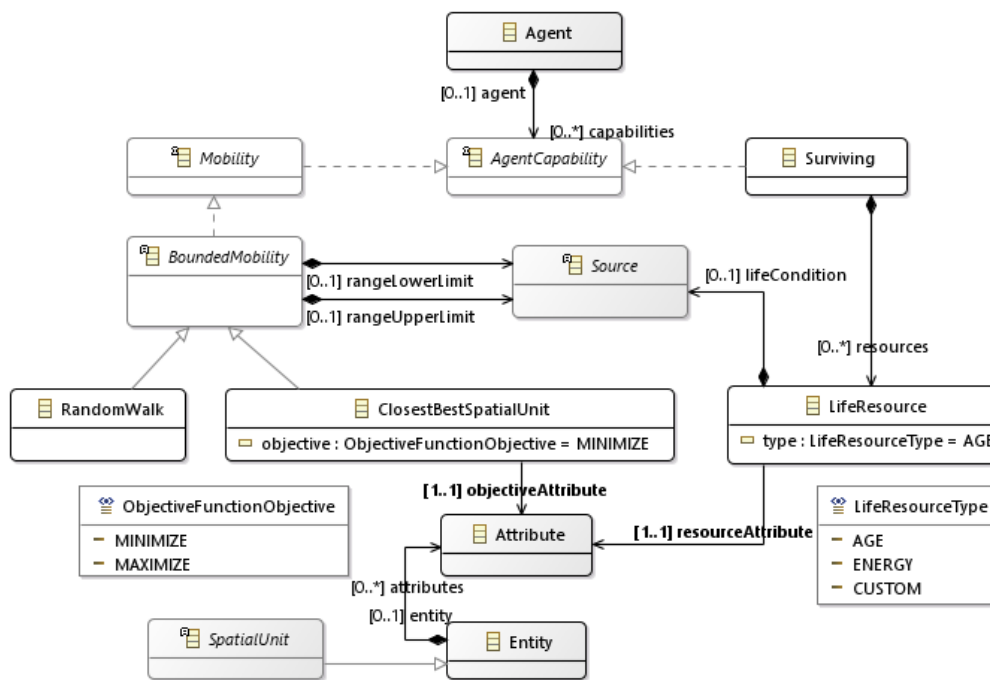 Agent
[0..1] agent
[0..*] capabilities
Mobility
AgentCapability
Surviving
BoundedMobility
Source
[0..1] rangeLowerLimit
[0..1] rangeUpperLimit
[0..1] lifeCondition
[0..*] resources
RandomWalk
ClosestBestSpatialUnit
objective : ObjectiveFunctionObjective = MINIMIZE
LifeResource
type : LifeResourceType = AGE
[1..1] objectiveAttribute
ObjectiveFunctionObjective
MINIMIZE
MAXIMIZE
Attribute
[1..1] resourceAttribute
LifeResourceType
AGE
ENERGY
CUSTOM
[0..*] attributes
[0..1] entity
SpatialUnit
Entity